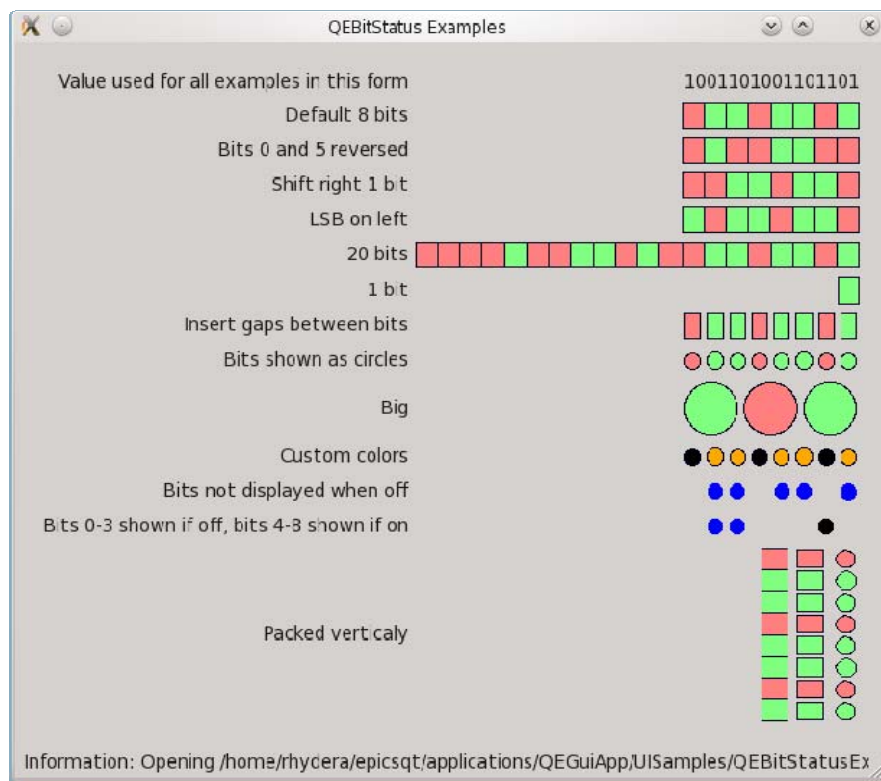 QEBitStatus Examples
Value used for all examples in this form 1001101001101101
Default 8 bits
Bits 0 and 5 reversed
Shift right 1 bit
LSB on left
20 bits
1 bit
Insert gaps between bits
Bits shown as circles
Big
Custom colors
Bits not displayed when off
Bits 0-3 shown if off, bits 4-8 shown if on
Packed verticaly
Information: Opening /home/rhydera/epicsqt/applications/QEGuiApp/UISamples/QEBitStatusEx